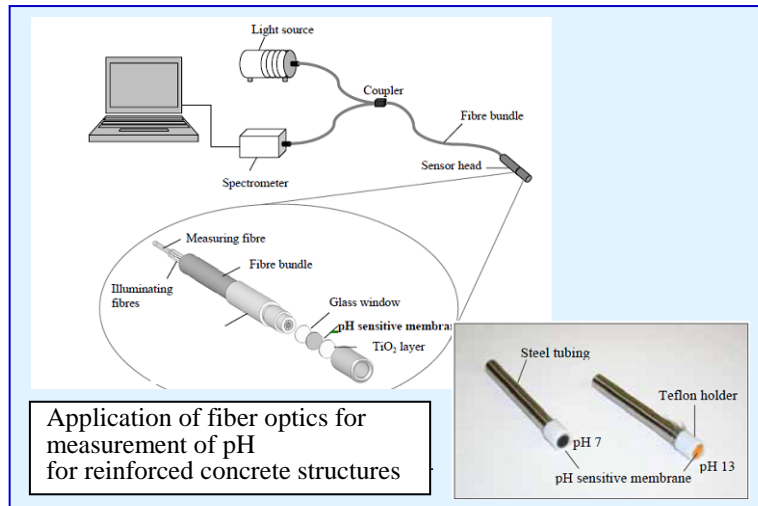 Light source
Coupler
Fibre bundle
Sensor head
Spectrometer
Measuring fibre
Fibre bundle
Illuminating
fibres
Glass window
pH sensitive membran
TiO₂ layer
Steel tubing
Teflon holder
pH 7
pH 13
pH sensitive membrane
Application of fiber optics for
measurement of pH
for reinforced concrete structures